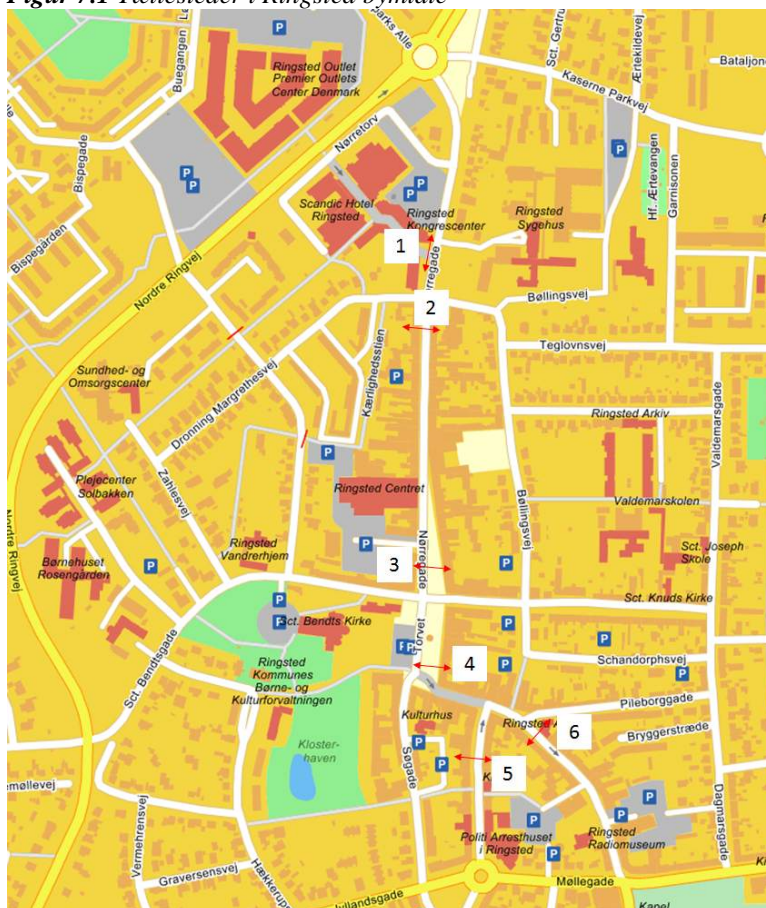 Figur 7.1 Tællesteder i Ringsted bymidte
Buegangen
Bispegade
Bispegården
Ringsted Outlet
Premier Outlets
Center Denmark
Nørretorv
Sct. Gertru
Ærtekildevej
Bataljon
Kaserne Parkvej
Hf. Ærtevangen
Garnisonen
Scandic Hotel
Ringsted
Ringsted
Kongrescenter
Ringsted
Sygehus
1
Nordre Ringvej
2
Bøllingsvej
Teglovnsvej
Kærlighedsstien
Sundhed- og
Omsorgscenter
Dronning Margrethesvej
Ringsted Arkiv
Valdemarsgade
Plejecenter
Solbakken
Zahlesvej
Ringsted Centret
Valdemarskolen
Nordre Ringvej
Børnehuset
Rosengården
Ringsted
Vandrerhjem
Nørregade
Bøllingsvej
Sct. Joseph
Skole
3
Sct. Knuds Kirke
Sct. Bendts Kirke
Torvet
Sct. Bendtsgade
4
Schandorphsvej
Ringsted
Kommunes
Børne- og
Kulturforvaltningen
Pileborggade
Kulturhus
Ringsted
6
Bryggerstræde
Kloster-
haven
Søgade
5
Vermehrensvej
Dagmarsgade
Politi Arresthuset
i Ringsted
Ringsted
Radiomuseum
Graversensvej
Hækkerups
Møllegade
Kapel